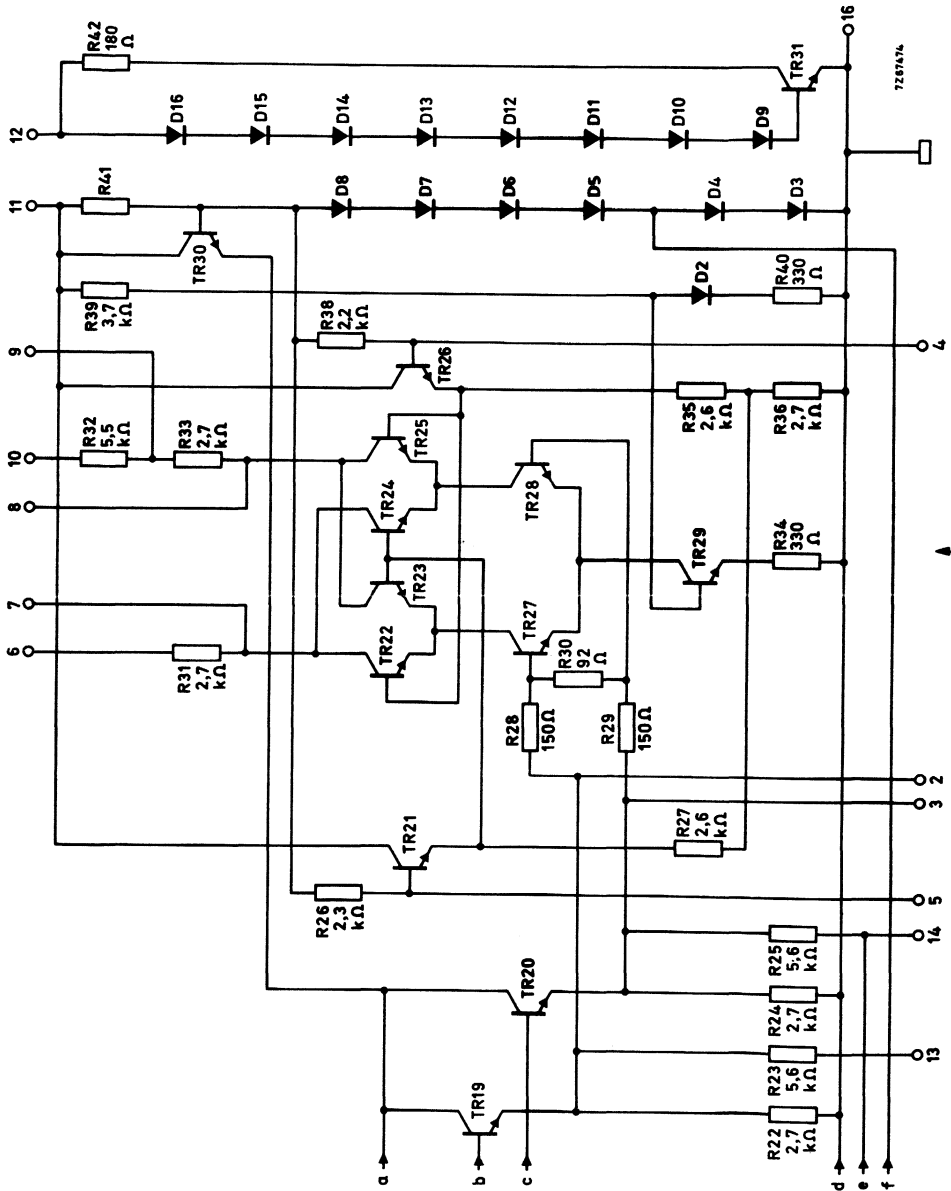 12
R42
180
Ω
D16
D15
D14
D13
D12
D11
D10
D9
TR31
16
7Z67474
11
R41
TR30
D8
D7
D6
D5
D4
D3
R39
3,7
kΩ
D2
R40
330
Ω
9
R38
2,2
kΩ
4
TR26
10
R32
5,5
kΩ
R33
2,7
kΩ
R35
2,6
kΩ
R36
2,7
kΩ
8
TR25
TR24
TR28
TR23
TR29
R34
330
Ω
7
6
R31
2,7
kΩ
TR22
TR27
R30
92
Ω
R28
150Ω
R29
150Ω
2
3
TR21
R27
2,6
kΩ
R26
2,3
kΩ
5
14
R25
5,6
kΩ
TR20
R24
2,7
kΩ
R23
5,6
kΩ
13
TR19
R22
2,7
kΩ
a
b
c
d
e
f